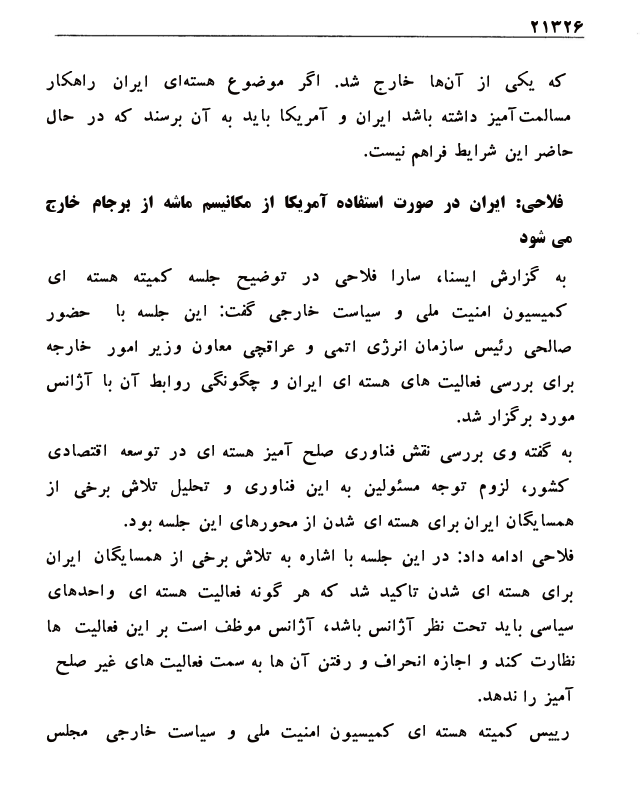 ۲۱۳۲۶
که یکی از آن‌ها خارج شد. اگر موضوع هسته‌ای ایران راهکار
مسالمت‌آمیز داشته باشد ایران و آمریکا باید به آن برسند که در حال
حاضر این شرایط فراهم نیست.
فلاحی: ایران در صورت استفاده آمریکا از مکانیسم ماشه از برجام خارج
می شود
به گزارش ایسنا، سارا فلاحی در توضیح جلسه کمیته هسته ای
کمیسیون امنیت ملی و سیاست خارجی گفت: این جلسه با حضور
صالحی رئیس سازمان انرژی اتمی و عراقچی معاون وزیر امور خارجه
برای بررسی فعالیت های هسته ای ایران و چگونگی روابط آن با آژانس
مورد برگزار شد.
به گفته وی بررسی نقش فناوری صلح آمیز هسته ای در توسعه اقتصادی
کشور، لزوم توجه مسئولین به این فناوری و تحلیل تلاش برخی از
همسایگان ایران برای هسته ای شدن از محورهای این جلسه بود.
فلاحی ادامه داد: در این جلسه با اشاره به تلاش برخی از همسایگان ایران
برای هسته ای شدن تاکید شد که هر گونه فعالیت هسته ای واحدهای
سیاسی باید تحت نظر آژانس باشد، آژانس موظف است بر این فعالیت ها
نظارت کند و اجازه انحراف و رفتن آن ها به سمت فعالیت های غیر صلح
آمیز را ندهد.
رییس کمیته هسته ای کمیسیون امنیت ملی و سیاست خارجی مجلس